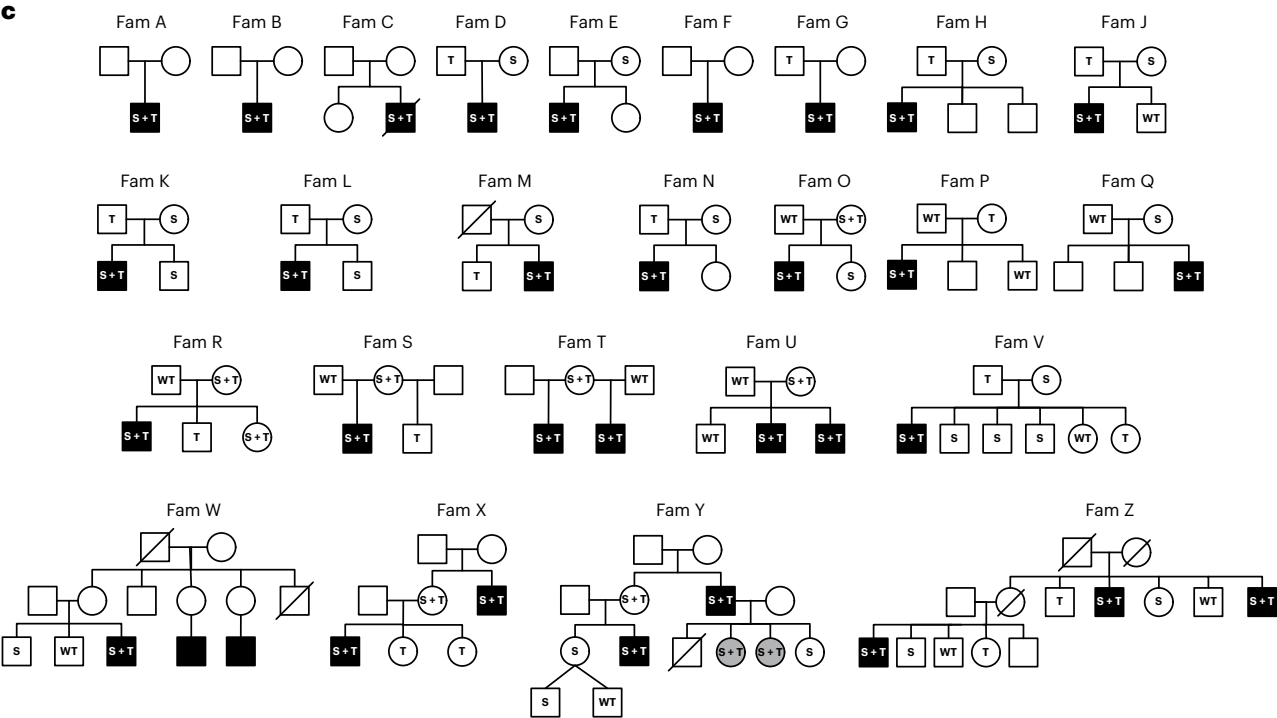 c
Fam A Fam B Fam C Fam D Fam E Fam F Fam G Fam H Fam J
T S S T T S T S
S + T S + T S + T S + T S + T S + T S + T S + T S + T WT
Fam K Fam L Fam M Fam N Fam O Fam P Fam Q
T S T S S T S WT S + T WT T WT S
S + T S S + T S T S + T S + T S + T S S + T WT S + T
Fam R Fam S Fam T Fam U Fam V
WT S + T WT S + T S + T WT WT S + T T S
S + T T S + T S + T T S + T S + T WT S + T S + T S + T S S S WT T
Fam W Fam X Fam Y Fam Z
S + T S + T S + T S + T T S + T S WT S + T
S WT S + T S + T T T S S + T S + T S + T S S + T S WT T
S WT